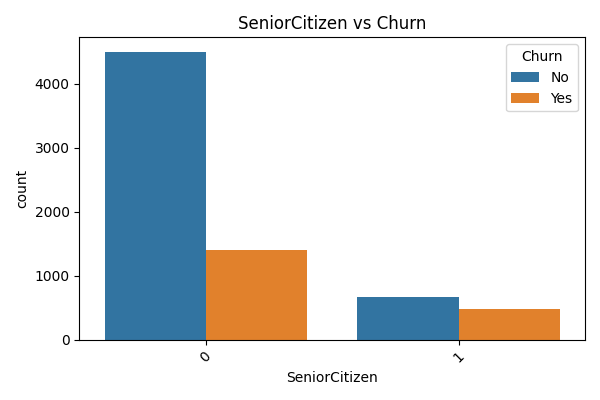 SeniorCitizen vs Churn
Churn
No
Yes
count
4000
3000
2000
1000
0
0
1
SeniorCitizen